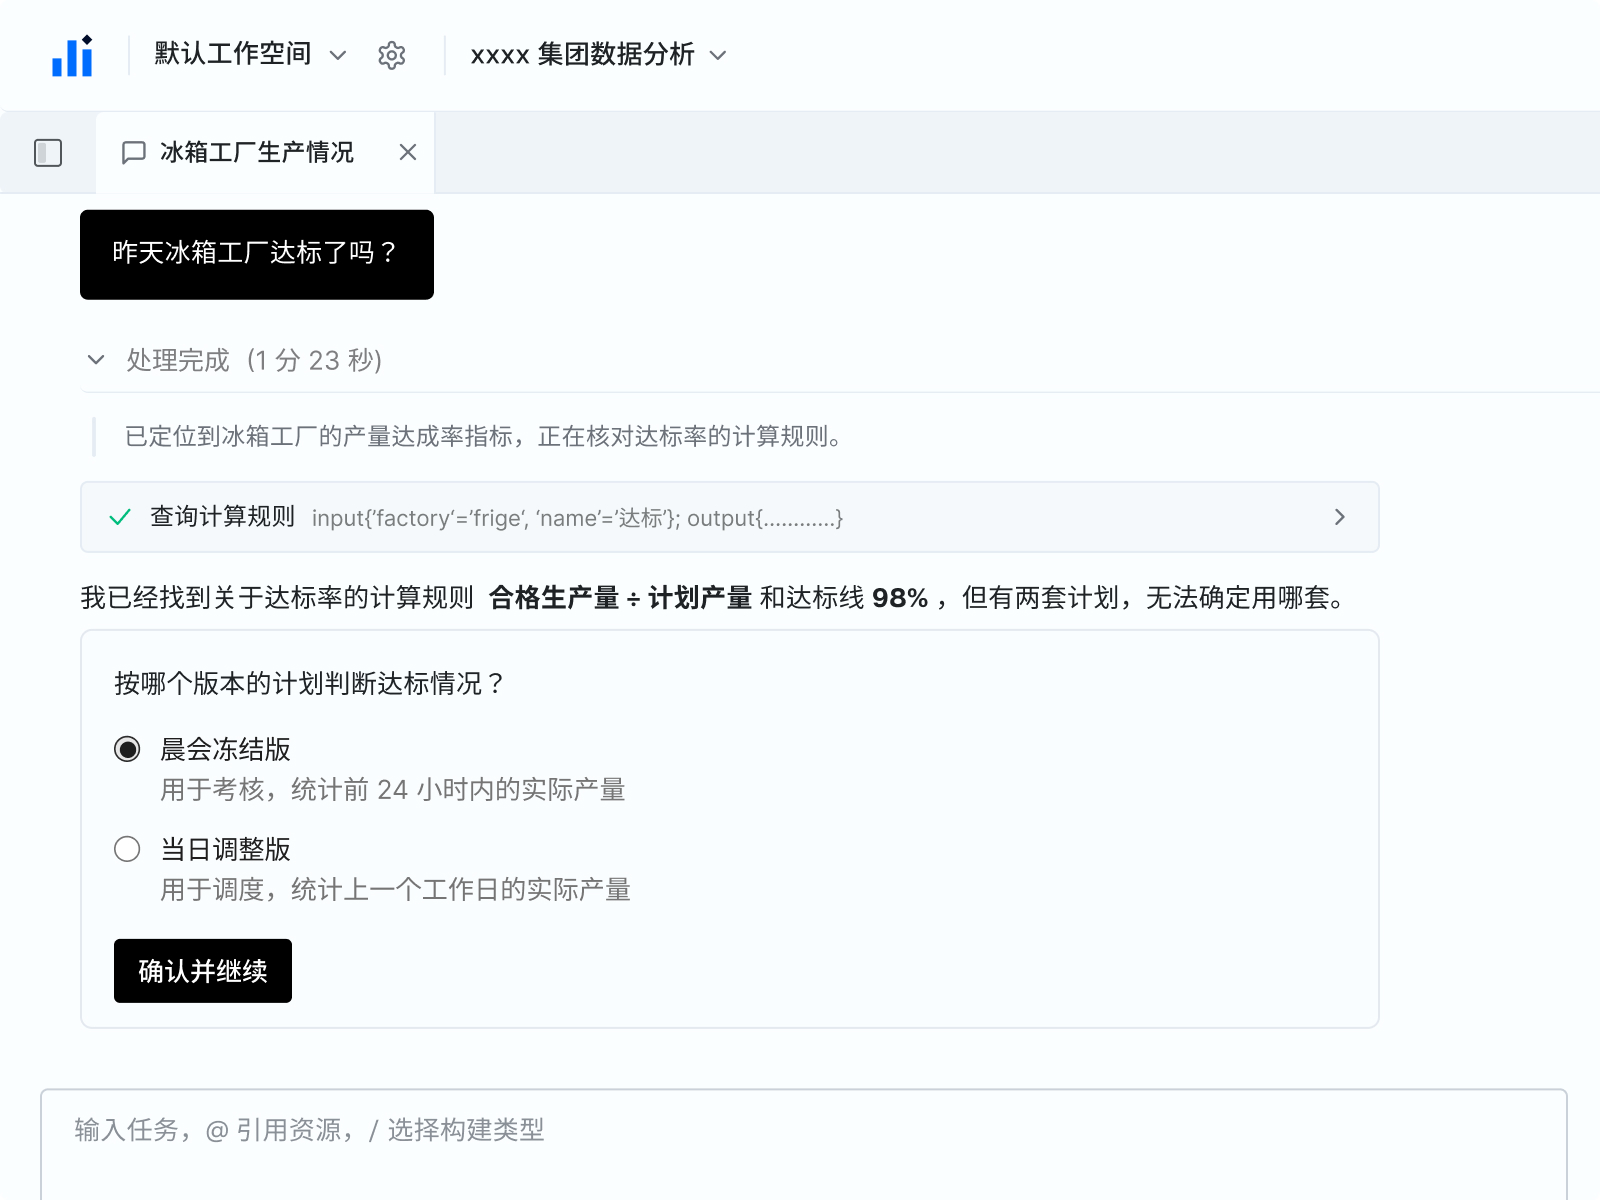 默认工作空间
xxxx 集团数据分析
冰箱工厂生产情况
昨天冰箱工厂达标了吗？
处理完成（1 分 23 秒）
已定位到冰箱工厂的产量达成率指标，正在核对达标率的计算规则。
查询计算规则 input{’factory‘=’frige‘, ‘name’=’达标’}; output{............}
我已经找到关于达标率的计算规则 合格生产量 ÷ 计划产量 和达标线 98% ，但有两套计划，无法确定用哪套。
按哪个版本的计划判断达标情况？
晨会冻结版
用于考核，统计前 24 小时内的实际产量
当日调整版
用于调度，统计上一个工作日的实际产量
确认并继续
输入任务，@ 引用资源，/ 选择构建类型